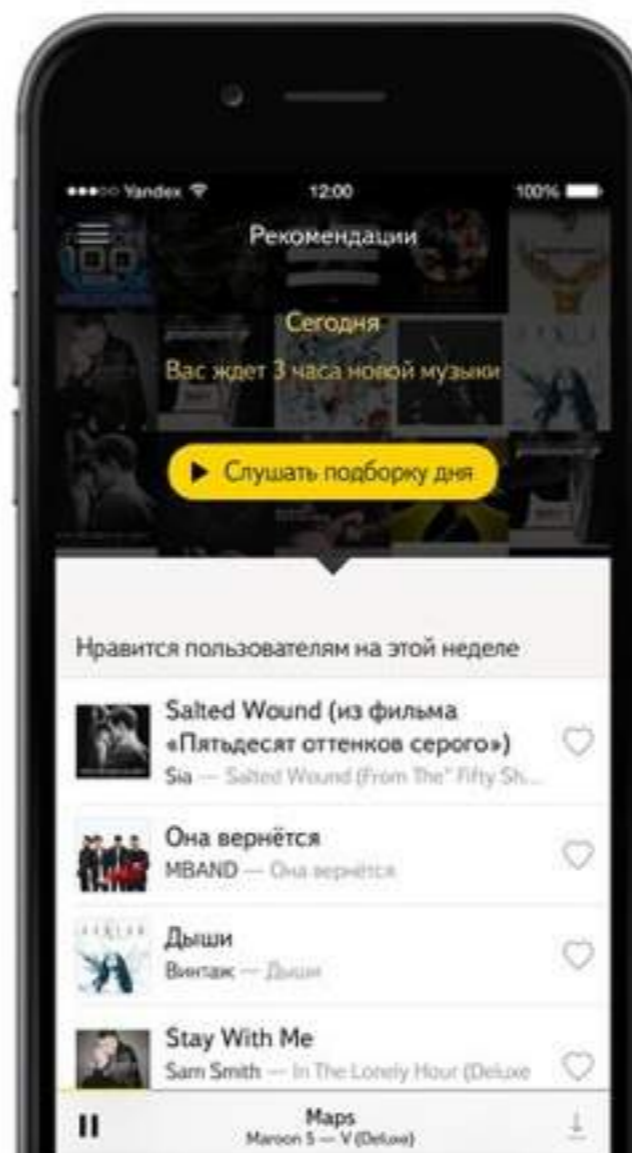 Yandex 12:00 100%
Рекомендации
Сегодня
Вас ждет 3 часа новой музыки
Слушать подборку дня
Нравится пользователям на этой неделе
Salted Wound (из фильма
«Пятьдесят оттенков серого»)
Sia — Salted Wound (From The" Fifty Sh...
Она вернётся
MBAND — Она вернётся
Дыши
Винтаж — Дыши
Stay With Me
Sam Smith — In The Lonely Hour (Deluxe
Maps
Maroon 5 — V (Deluxe)